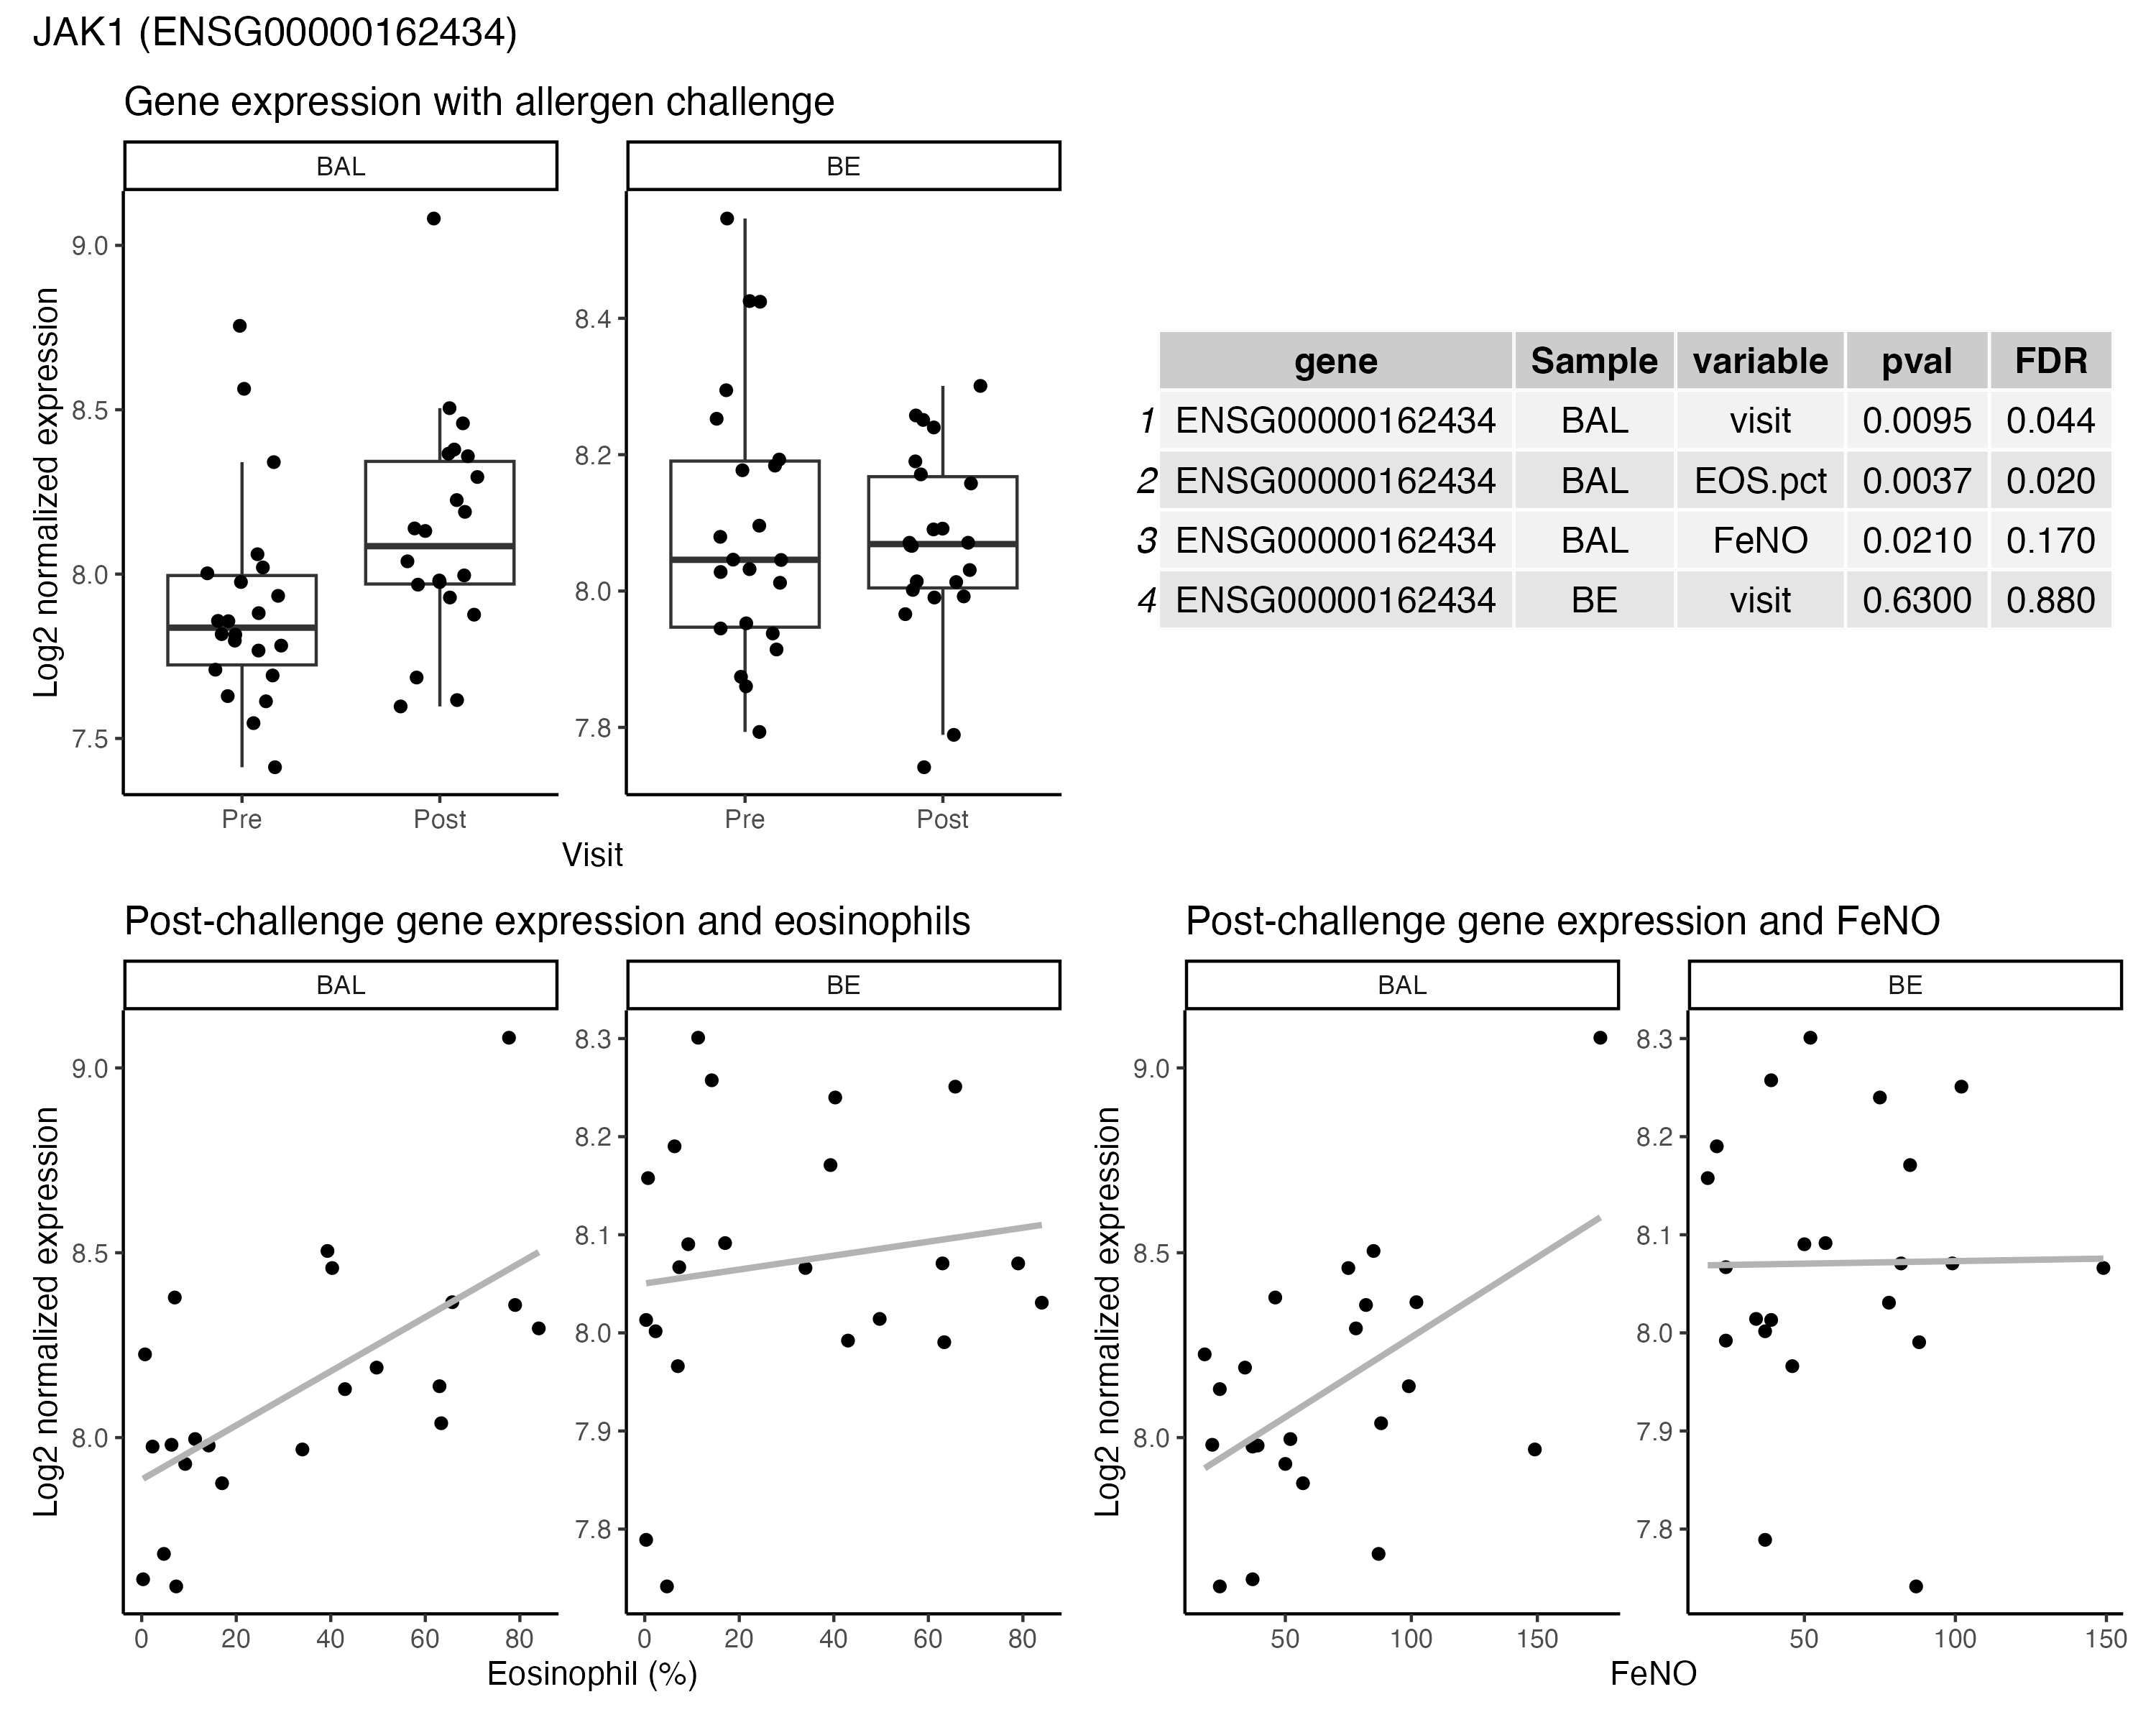 JAK1 (ENSG00000162434)
Gene expression with allergen challenge
BAL
BE
Log2 normalized expression
9.0
8.5
8.0
7.5
8.4
8.2
8.0
7.8
Pre
Post
Pre
Post
Visit
gene Sample variable pval FDR
1 ENSG00000162434 BAL visit 0.0095 0.044
2 ENSG00000162434 BAL EOS.pct 0.0037 0.020
3 ENSG00000162434 BAL FeNO 0.0210 0.170
4 ENSG00000162434 BE visit 0.6300 0.880
Post-challenge gene expression and eosinophils
BAL
BE
Log2 normalized expression
9.0
8.5
8.0
8.3
8.2
8.1
8.0
7.9
7.8
0 20 40 60 80
0 20 40 60 80
Eosinophil (%)
Post-challenge gene expression and FeNO
BAL
BE
Log2 normalized expression
9.0
8.5
8.0
8.3
8.2
8.1
8.0
7.9
7.8
50 100 150
50 100 150
FeNO